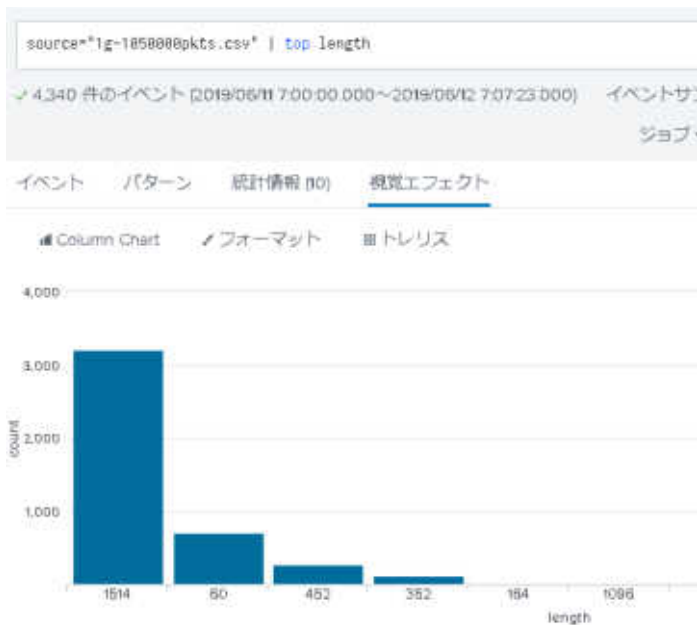 source="1g-1050000pkts.csv" | top length
4,340 件のイベント (2019/06/11 7:00:00.000～2019/06/12 7:07:23.000) イベントサン
ジョブ
イベント パターン 統計情報 (10) 視覚エフェクト
Column Chart フォーマット トレリス
4,000
3,000
2,000
1,000
count
1514 60 452 352 164 1096
length